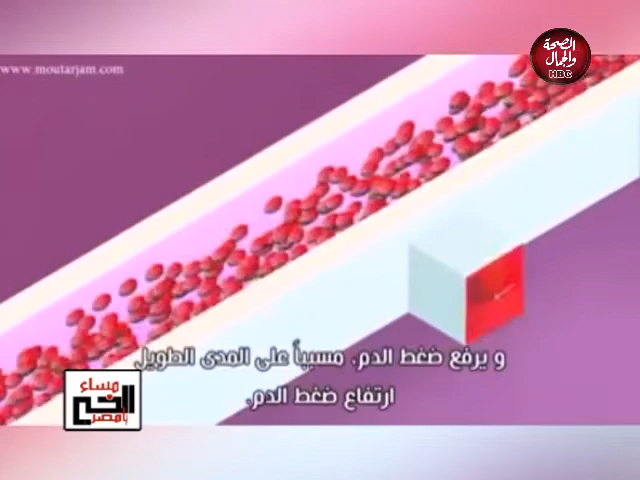 الصحة
والجمال
HBC
www.moutarjam.com
و يرفع ضغط الدم. مسبباً على المدى الطويل
ارتفاع ضغط الدم.
مساء
الخير
يا مصر